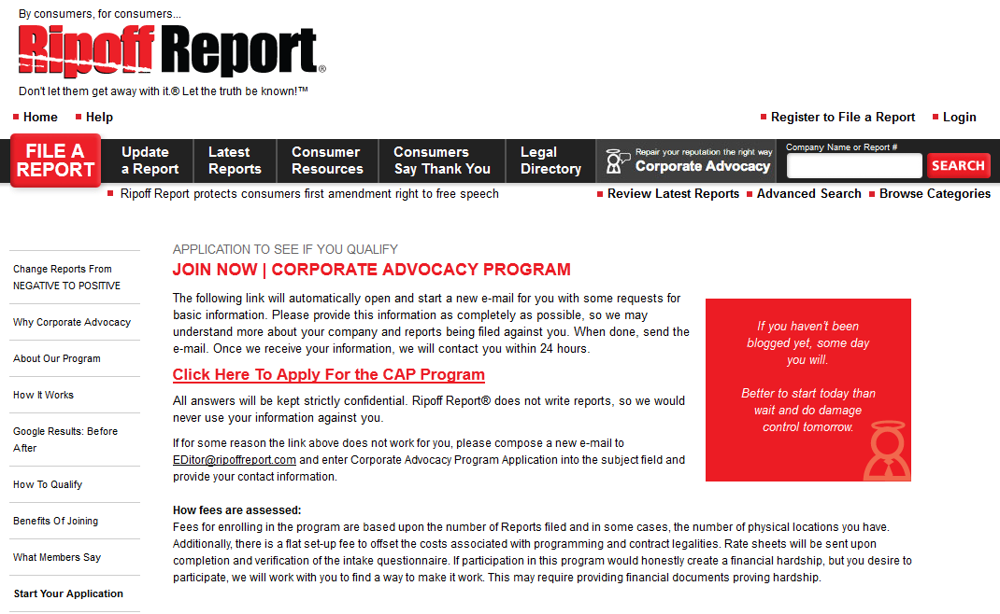 By consumers, for consumers...
Ripoff Report®
Don't let them get away with it.® Let the truth be known!™
Home Help
Register to File a Report Login
FILE A
REPORT
Update
a Report
Latest
Reports
Consumer
Resources
Consumers
Say Thank You
Legal
Directory
Repair your reputation the right way
Corporate Advocacy
Company Name or Report #
SEARCH
Ripoff Report protects consumers first amendment right to free speech
Review Latest Reports Advanced Search Browse Categories
Change Reports From
NEGATIVE TO POSITIVE
Why Corporate Advocacy
About Our Program
How It Works
Google Results: Before
After
How To Qualify
Benefits Of Joining
What Members Say
Start Your Application
APPLICATION TO SEE IF YOU QUALIFY
JOIN NOW | CORPORATE ADVOCACY PROGRAM
The following link will automatically open and start a new e-mail for you with some requests for
basic information. Please provide this information as completely as possible, so we may
understand more about your company and reports being filed against you. When done, send the
e-mail. Once we receive your information, we will contact you within 24 hours.
Click Here To Apply For the CAP Program
All answers will be kept strictly confidential. Ripoff Report® does not write reports, so we would
never use your information against you.
If for some reason the link above does not work for you, please compose a new e-mail to
EDitor@ripoffreport.com and enter Corporate Advocacy Program Application into the subject field and
provide your contact information.
If you haven't been
blogged yet, some day
you will.
Better to start today than
wait and do damage
control tomorrow.
How fees are assessed:
Fees for enrolling in the program are based upon the number of Reports filed and in some cases, the number of physical locations you have.
Additionally, there is a flat set-up fee to offset the costs associated with programming and contract legalities. Rate sheets will be sent upon
completion and verification of the intake questionnaire. If participation in this program would honestly create a financial hardship, but you desire to
participate, we will work with you to find a way to make it work. This may require providing financial documents proving hardship.